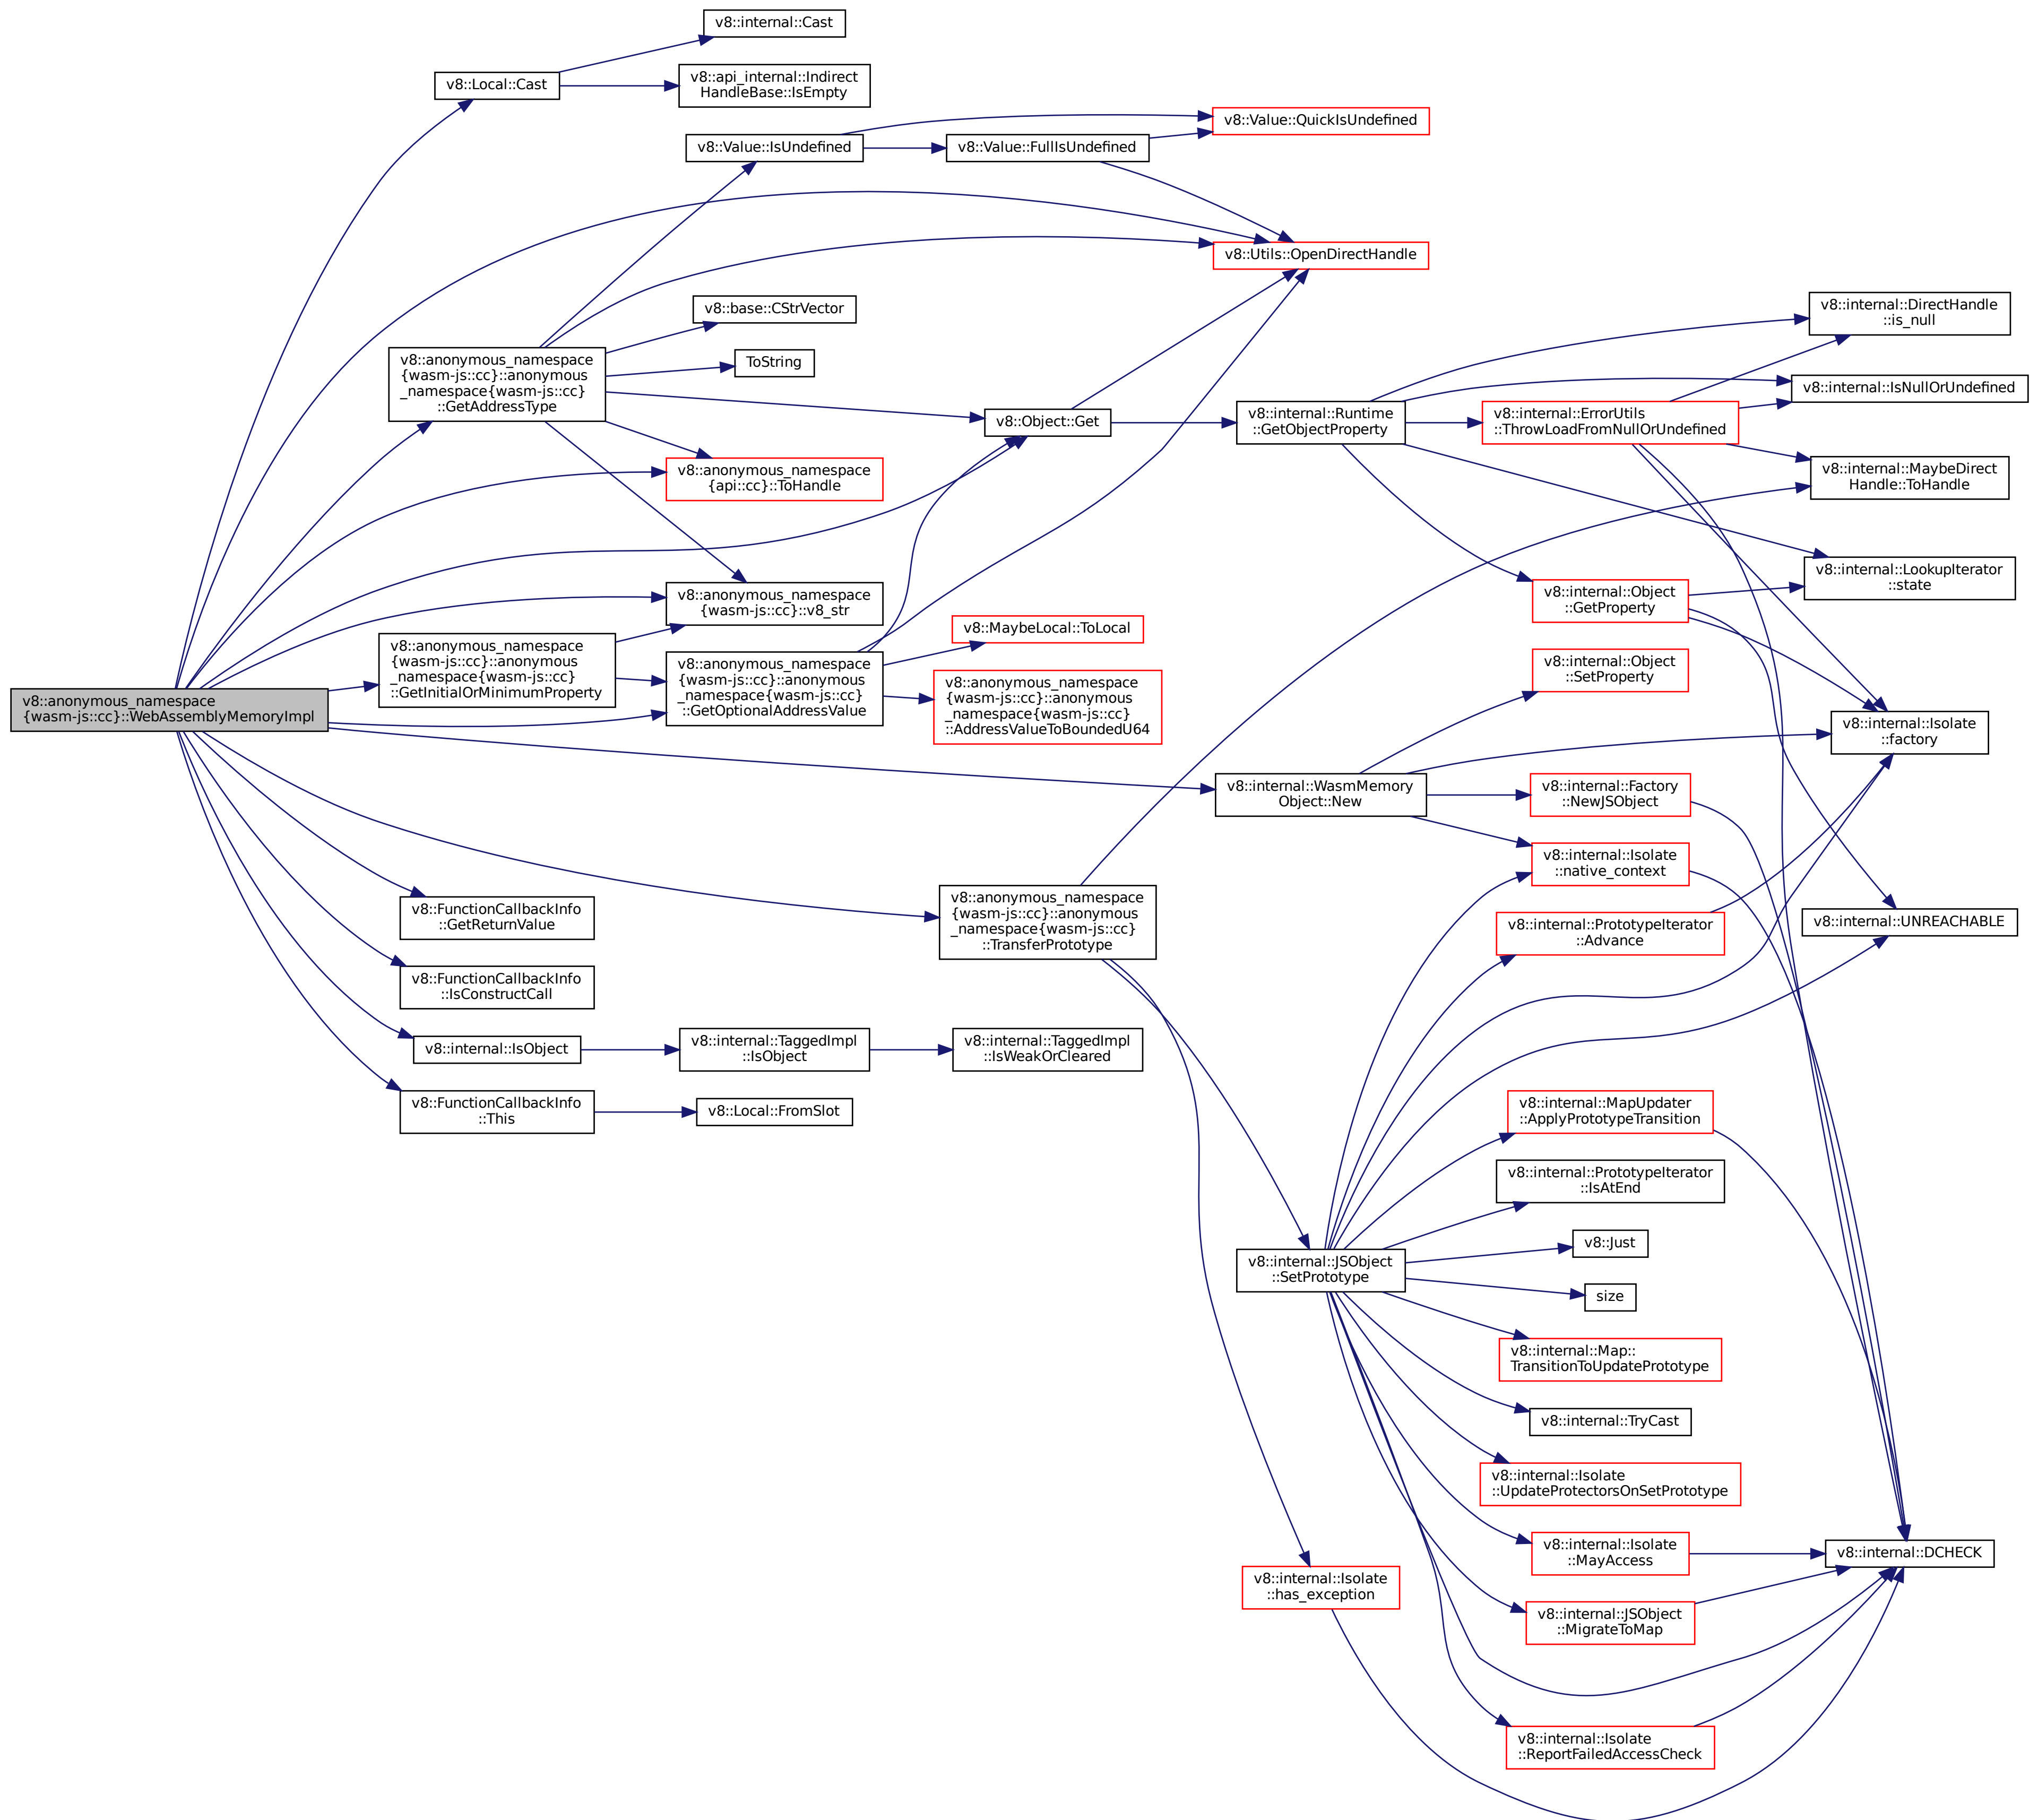 v8::internal::Cast
v8::Local::Cast
v8::api_internal::Indirect
HandleBase::IsEmpty
v8::Value::QuickIsUndefined
v8::Value::IsUndefined
v8::Value::FullIsUndefined
v8::Utils::OpenDirectHandle
v8::base::CStrVector
v8::internal::DirectHandle
::is_null
ToString
v8::anonymous_namespace
{wasm-js::cc}::anonymous
_namespace{wasm-js::cc}
::GetAddressType
v8::internal::IsNullOrUndefined
v8::Object::Get
v8::internal::Runtime
::GetObjectProperty
v8::internal::ErrorUtils
::ThrowLoadFromNullOrUndefined
v8::anonymous_namespace
{api::cc}::ToHandle
v8::internal::MaybeDirect
Handle::ToHandle
v8::internal::LookupIterator
::state
v8::anonymous_namespace
{wasm-js::cc}::v8_str
v8::internal::Object
::GetProperty
v8::MaybeLocal::ToLocal
v8::anonymous_namespace
{wasm-js::cc}::anonymous
_namespace{wasm-js::cc}
::GetInitialOrMinimumProperty
v8::anonymous_namespace
{wasm-js::cc}::anonymous
_namespace{wasm-js::cc}
::GetOptionalAddressValue
v8::internal::Object
::SetProperty
v8::anonymous_namespace
{wasm-js::cc}::anonymous
_namespace{wasm-js::cc}
::AddressValueToBoundedU64
v8::anonymous_namespace
{wasm-js::cc}::WebAssemblyMemoryImpl
v8::internal::Isolate
::factory
v8::internal::WasmMemory
Object::New
v8::internal::Factory
::NewJSObject
v8::internal::Isolate
::native_context
v8::FunctionCallbackInfo
::GetReturnValue
v8::anonymous_namespace
{wasm-js::cc}::anonymous
_namespace{wasm-js::cc}
::TransferPrototype
v8::internal::PrototypeIterator
::Advance
v8::internal::UNREACHABLE
v8::FunctionCallbackInfo
::IsConstructCall
v8::internal::IsObject
v8::internal::TaggedImpl
::IsObject
v8::internal::TaggedImpl
::IsWeakOrCleared
v8::FunctionCallbackInfo
::This
v8::Local::FromSlot
v8::internal::MapUpdater
::ApplyPrototypeTransition
v8::internal::PrototypeIterator
::IsAtEnd
v8::Just
v8::internal::JSObject
::SetPrototype
size
v8::internal::Map::
TransitionToUpdatePrototype
v8::internal::TryCast
v8::internal::Isolate
::UpdateProtectorsOnSetPrototype
v8::internal::Isolate
::MayAccess
v8::internal::DCHECK
v8::internal::Isolate
::has_exception
v8::internal::JSObject
::MigrateToMap
v8::internal::Isolate
::ReportFailedAccessCheck